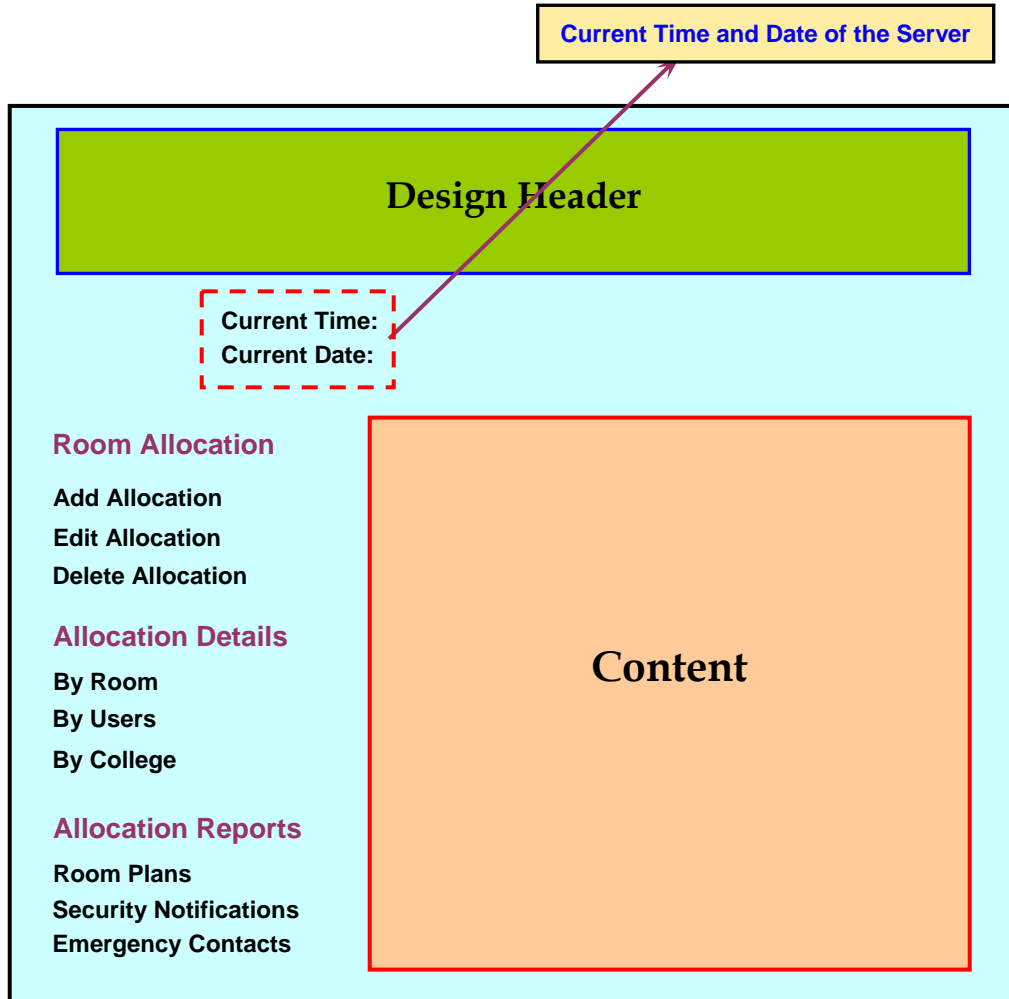 Current Time and Date of the Server
Design Header
Current Time:
Current Date:
Room Allocation
Add Allocation
Edit Allocation
Delete Allocation
Allocation Details
By Room
By Users
By College
Allocation Reports
Room Plans
Security Notifications
Emergency Contacts
Content